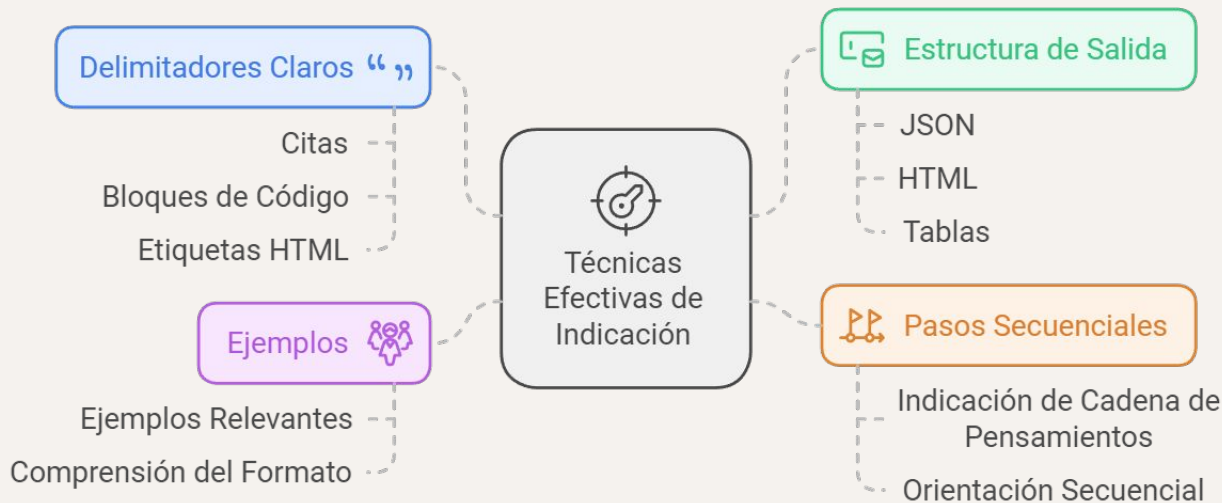 Delimitadores Claros
Citas
Bloques de Código
Etiquetas HTML
Ejemplos
Ejemplos Relevantes
Comprensión del Formato
Técnicas
Efectivas de
Indicación
Estructura de Salida
JSON
HTML
Tablas
Pasos Secuenciales
Indicación de Cadena de
Pensamientos
Orientación Secuencial